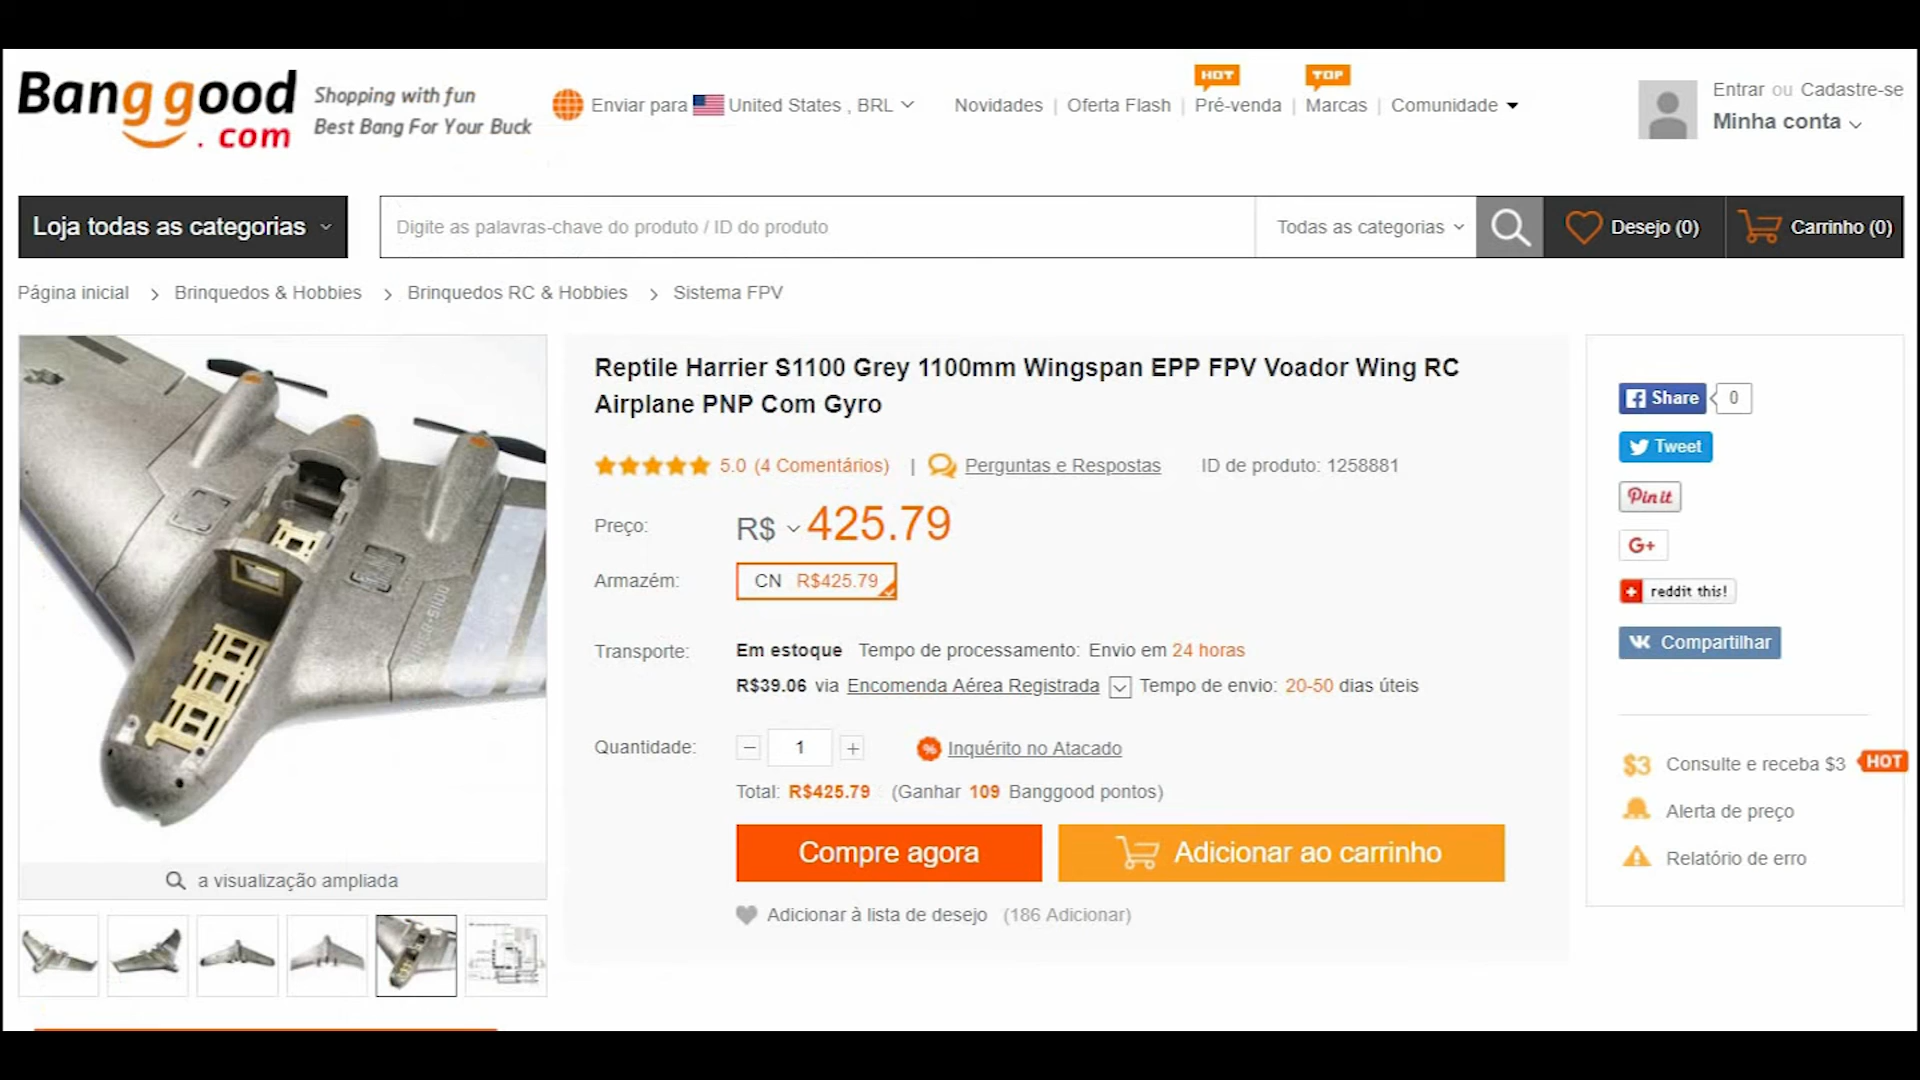 Banggood.com
Shopping with fun
Best Bang For Your Buck
Enviar para United States , BRL
Novidades | Oferta Flash | Pré-venda | Marcas | Comunidade
HOT
TOP
Entrar ou Cadastre-se
Minha conta
Loja todas as categorias
Digite as palavras-chave do produto / ID do produto
Todas as categorias
Desejo (0)
Carrinho (0)
Página inicial > Brinquedos & Hobbies > Brinquedos RC & Hobbies > Sistema FPV
Reptile Harrier S1100 Grey 1100mm Wingspan EPP FPV Voador Wing RC
Airplane PNP Com Gyro
5.0 (4 Comentários) | Perguntas e Respostas ID de produto: 1258881
Preço: R$ 425.79
Armazém: CN R$425.79
Transporte: Em estoque Tempo de processamento: Envio em 24 horas
R$39.06 via Encomenda Aérea Registrada Tempo de envio: 20-50 dias úteis
Quantidade: − 1 + % Inquérito no Atacado
Total: R$425.79 (Ganhar 109 Banggood pontos)
Compre agora
Adicionar ao carrinho
Adicionar à lista de desejo (186 Adicionar)
a visualização ampliada
Share 0
Tweet
Pin it
G+
reddit this!
Compartilhar
$3 Consulte e receba $3 HOT
Alerta de preço
Relatório de erro